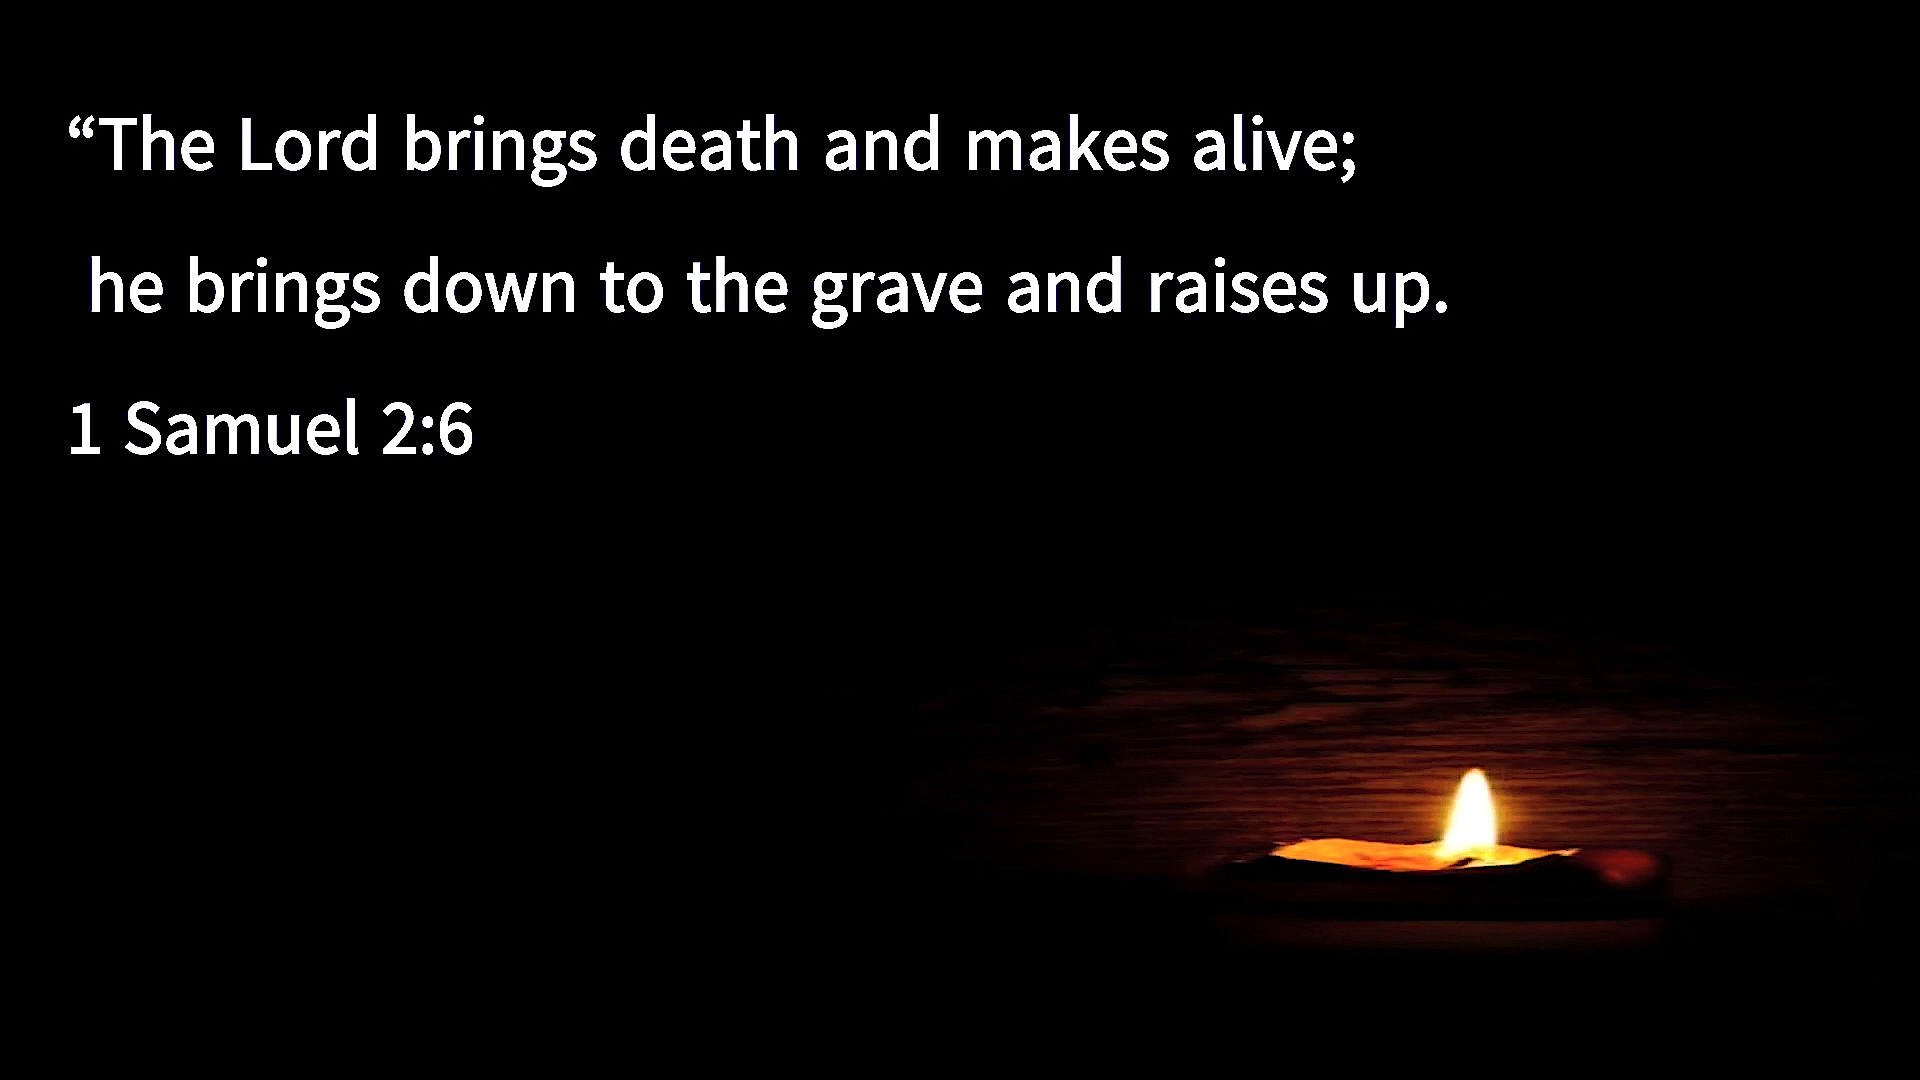 “The Lord brings death and makes alive;
he brings down to the grave and raises up.
1 Samuel 2:6